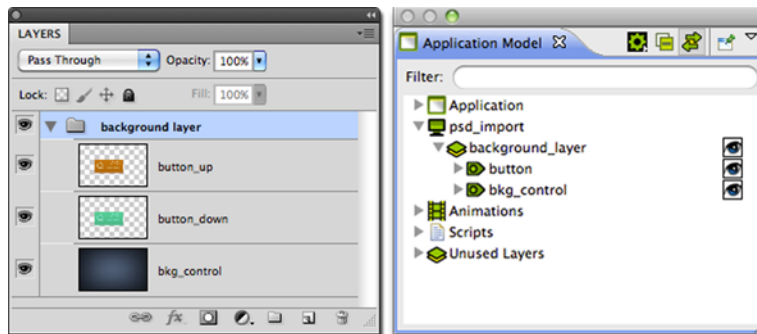 LAYERS
Pass Through Opacity: 100%
Lock: Fill: 100%
background layer
button_up
button_down
bkg_control
fx
Application Model
Filter:
Application
psd_import
background_layer
button
bkg_control
Animations
Scripts
Unused Layers